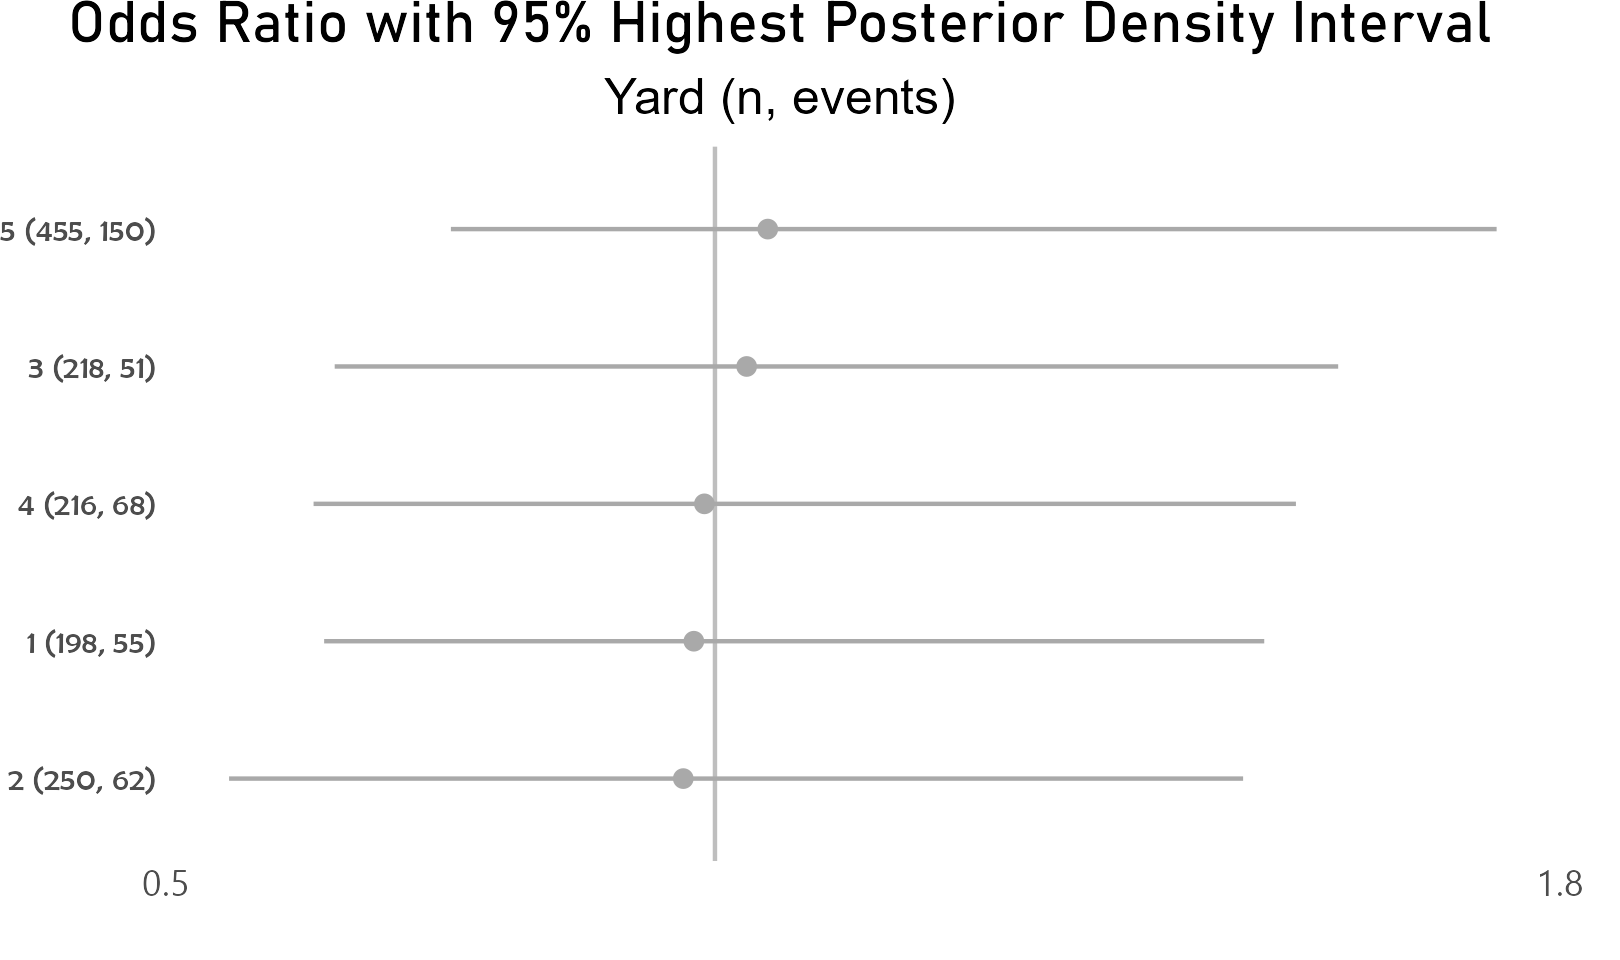 Odds Ratio with 95% Highest Posterior Density Interval
Yard (n, events)
5 (455, 150)
3 (218, 51)
4 (216, 68)
1 (198, 55)
2 (250, 62)
0.5 1.8